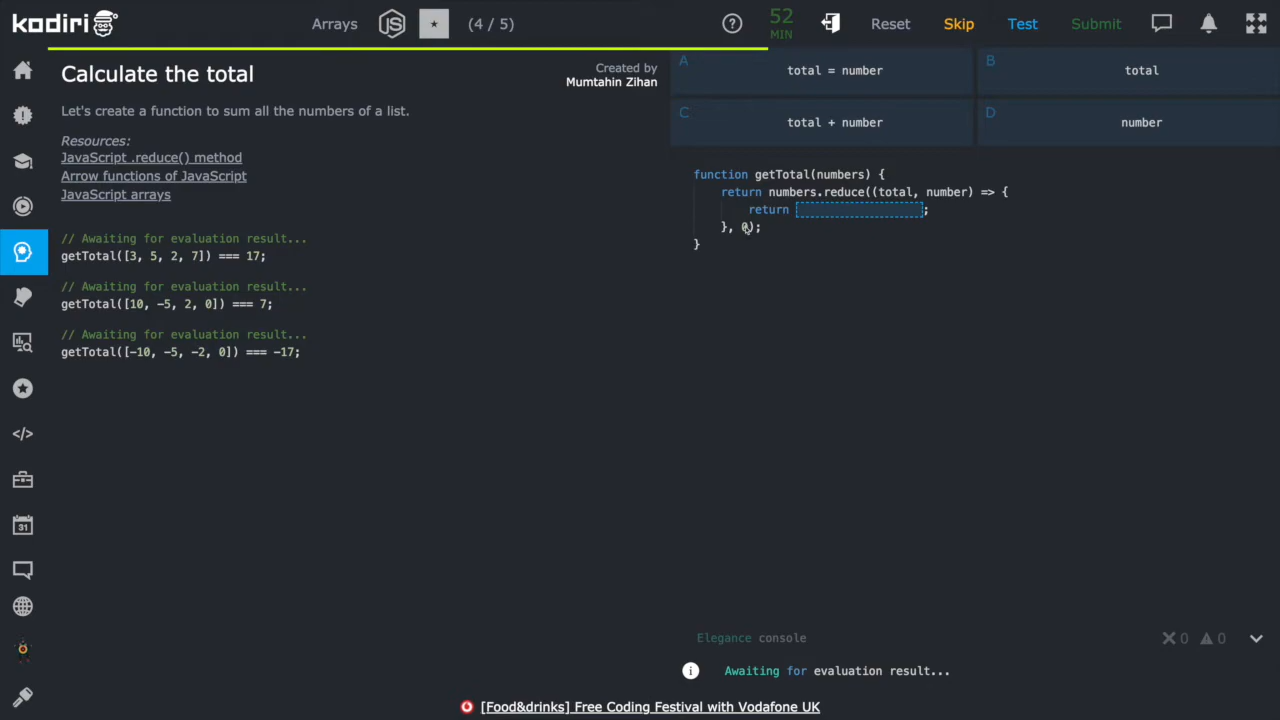 kodiri
Arrays
JS
(4 / 5)
?
52
MIN
Reset
Skip
Test
Submit
Calculate the total
Created by
Mumtahin Zihan
Let's create a function to sum all the numbers of a list.
Resources:
JavaScript .reduce() method
Arrow functions of JavaScript
JavaScript arrays
// Awaiting for evaluation result...
getTotal([3, 5, 2, 7]) === 17;
// Awaiting for evaluation result...
getTotal([10, -5, 2, 0]) === 7;
// Awaiting for evaluation result...
getTotal([-10, -5, -2, 0]) === -17;
A
total = number
B
total
C
total + number
D
number
function getTotal(numbers) {
return numbers.reduce((total, number) => {
return ;
}, 0);
}
</>
31
Elegance console
0
0
i
Awaiting for evaluation result...
[Food&drinks] Free Coding Festival with Vodafone UK